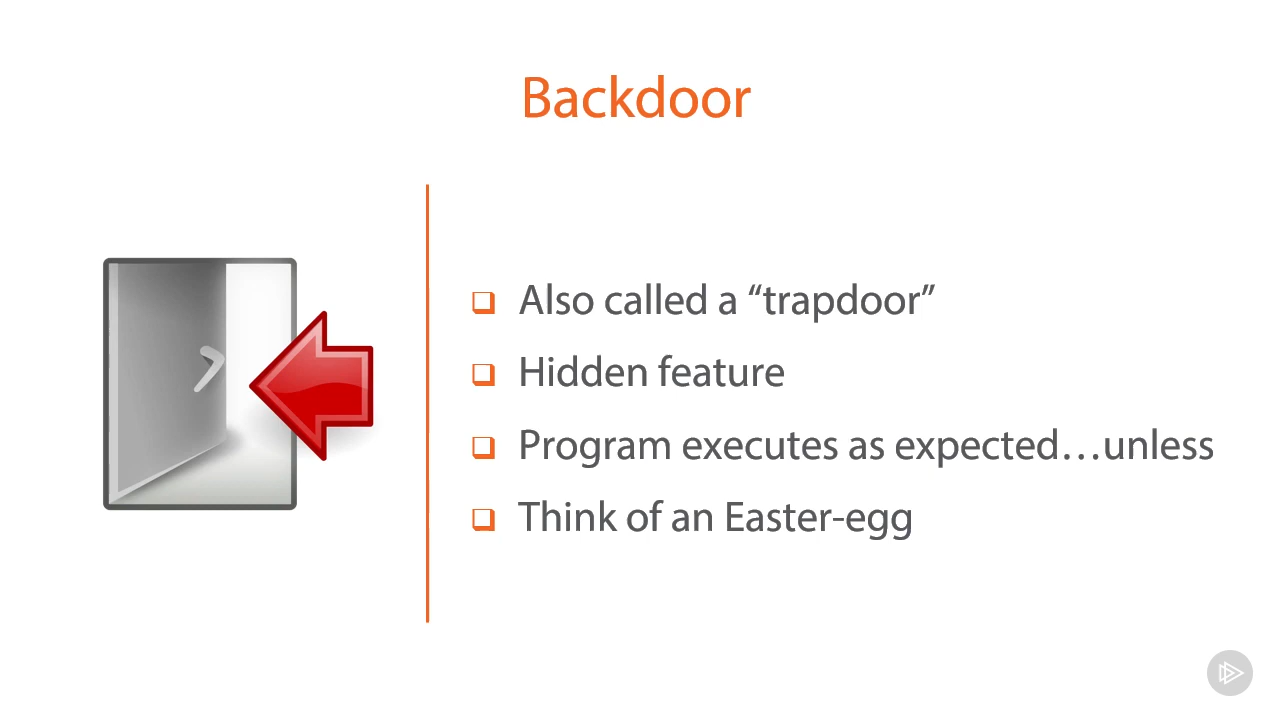 Backdoor
Also called a “trapdoor”
Hidden feature
Program executes as expected…unless
Think of an Easter-egg